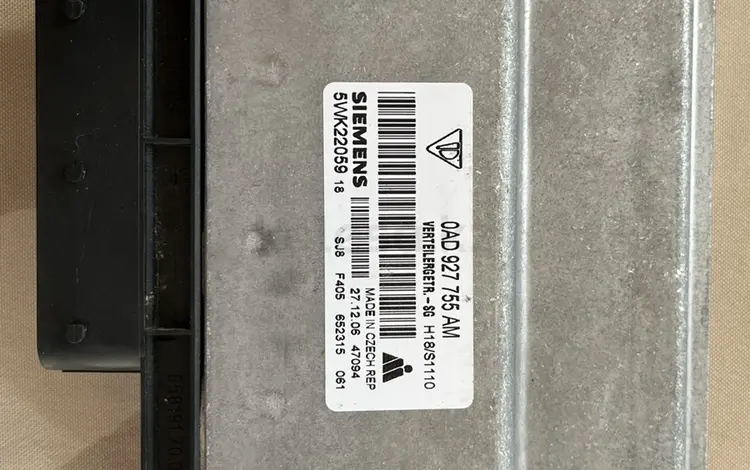 0AD 927 755 AM
VERTEILERGETR.-SG H18/S1110
SIEMENS
5WK22059 18
MADE IN CZECH REP
27.12.06 47094
SJ8 F405 652315 061